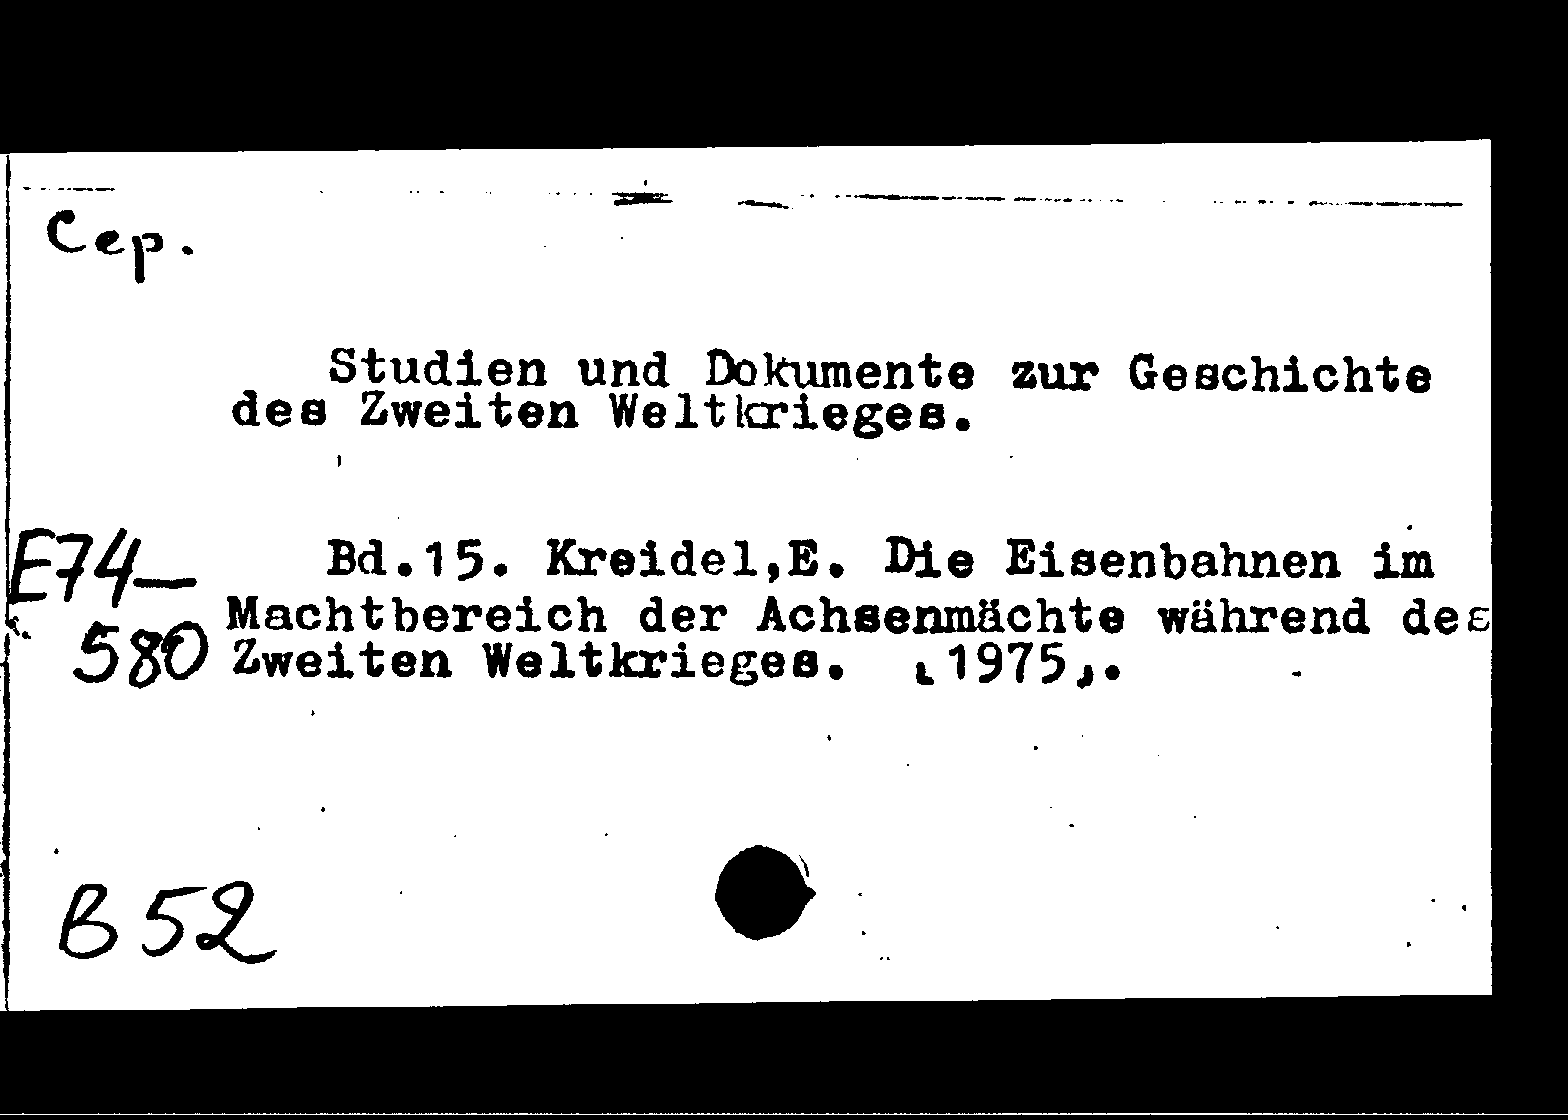 Сер.
Studien und Dokumente zur Geschichte
des Zweiten Weltkrieges.
E74-
580
Bd.15. Kreidel,E. Die Eisenbahnen im
Machtbereich der Achsenmächte während des
Zweiten Weltkrieges. [1975].
B 52